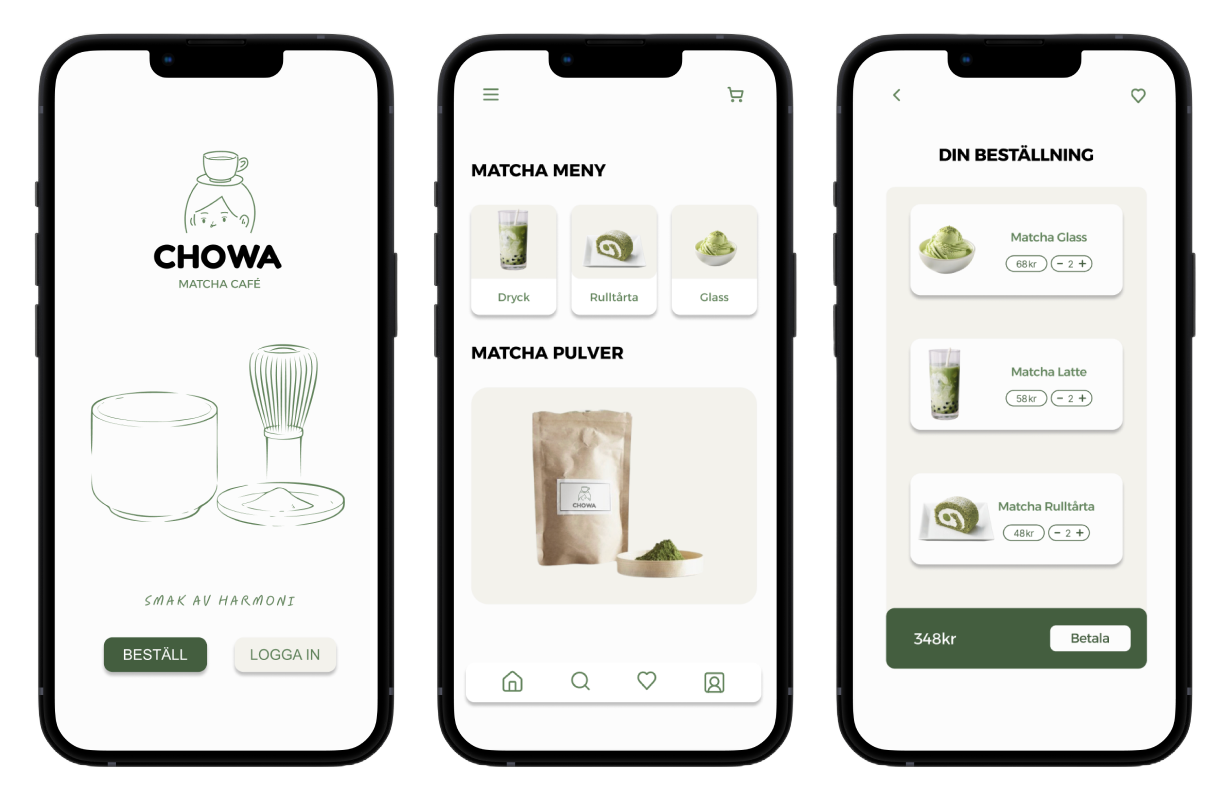 CHOWA
MATCHA CAFÉ
SMAK AV HARMONI
BESTÄLL
LOGGA IN
MATCHA MENY
Dryck
Rulltårta
Glass
MATCHA PULVER
CHOWA
DIN BESTÄLLNING
Matcha Glass
68kr − 2 +
Matcha Latte
58kr − 2 +
Matcha Rulltårta
48kr − 2 +
348kr
Betala